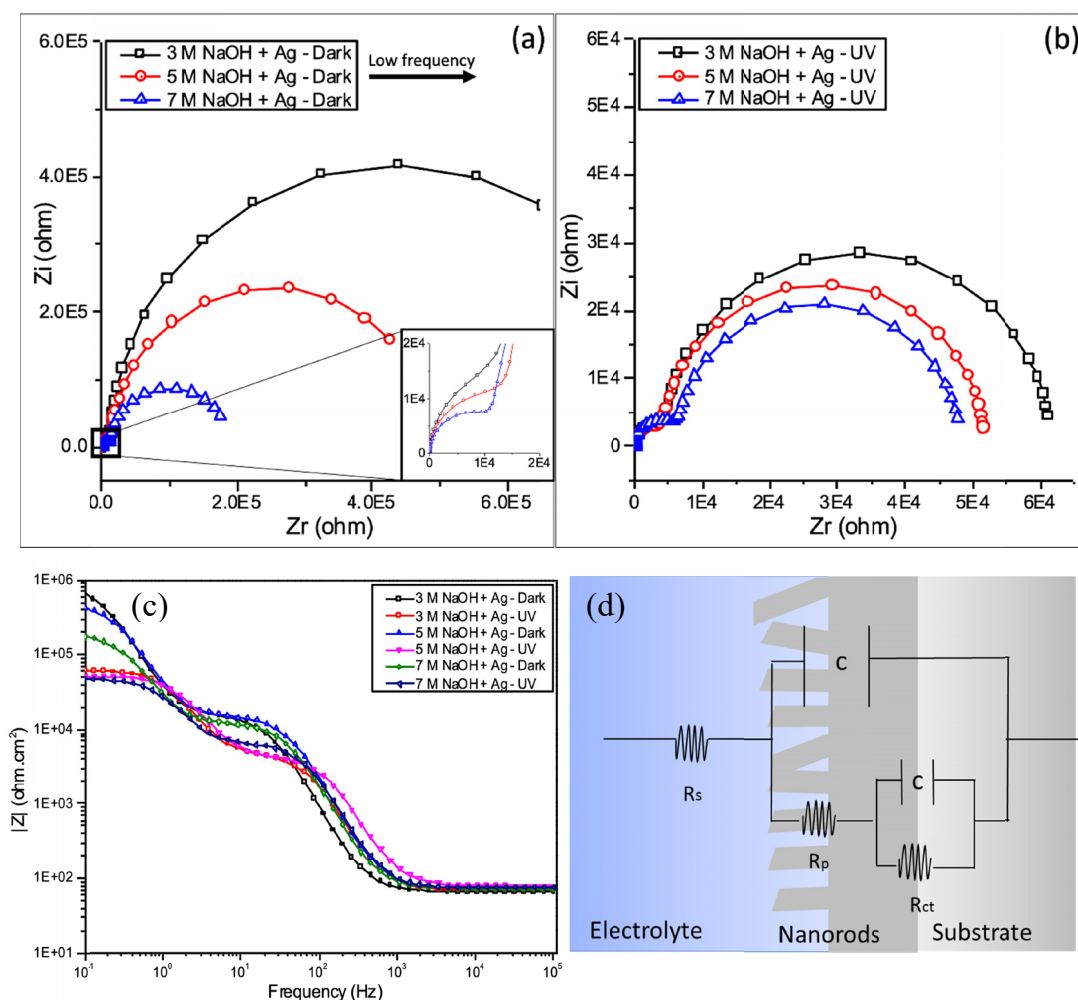 (a)
3 M NaOH + Ag - Dark
5 M NaOH + Ag - Dark
7 M NaOH + Ag - Dark
Low frequency
6.0E5
4.0E5
2.0E5
0.0
Zi (ohm)
2E4
1E4
0
0 1E4 2E4
0.0 2.0E5 4.0E5 6.0E5
Zr (ohm)
(b)
3 M NaOH + Ag - UV
5 M NaOH + Ag - UV
7 M NaOH + Ag - UV
6E4
5E4
4E4
3E4
2E4
1E4
0
Zi (ohm)
0 1E4 2E4 3E4 4E4 5E4 6E4
Zr (ohm)
(c)
3 M NaOH + Ag - Dark
3 M NaOH + Ag - UV
5 M NaOH + Ag - Dark
5 M NaOH + Ag - UV
7 M NaOH + Ag - Dark
7 M NaOH + Ag - UV
1E+06
1E+05
1E+04
1E+03
1E+02
1E+01
|Z| (ohm.cm²)
10⁻¹ 10⁰ 10¹ 10² 10³ 10⁴ 10⁵
Frequency (Hz)
(d)
C
Rs
C
Rp
Rct
Electrolyte Nanorods Substrate